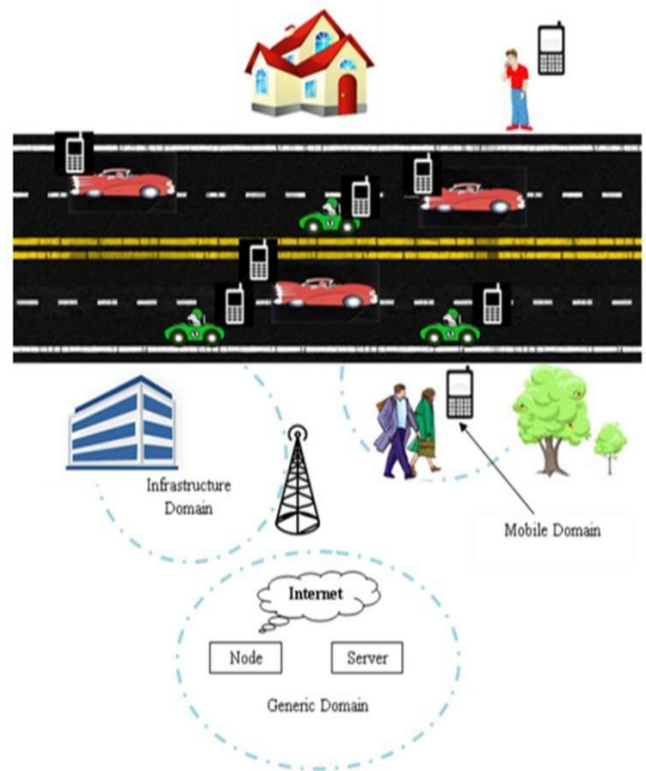 Infrastructure
Domain
Mobile Domain
Internet
Node
Server
Generic Domain